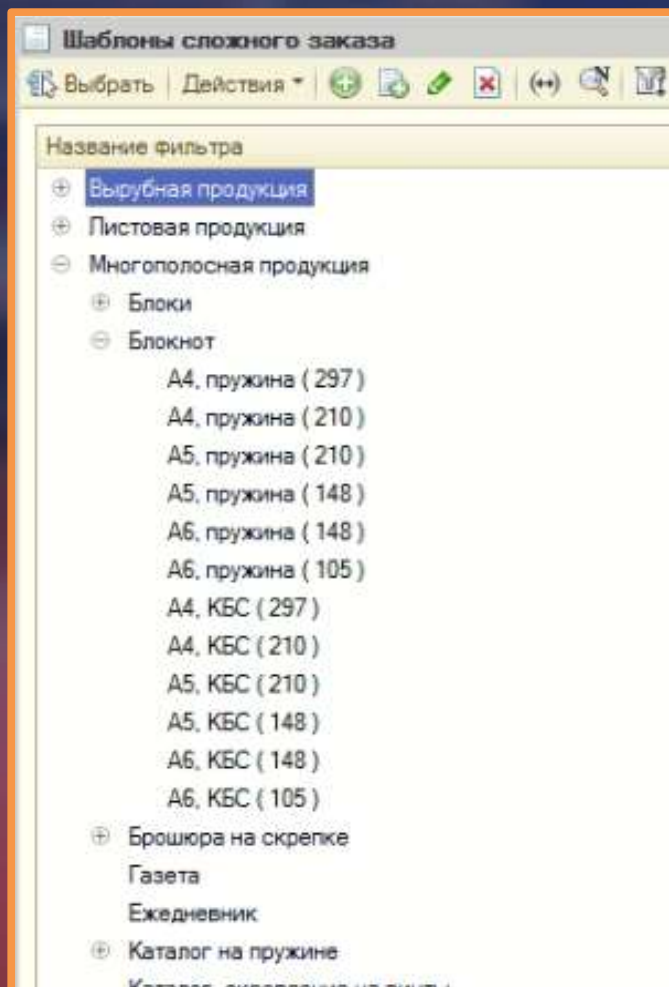 Шаблоны сложного заказа
Выбрать Действия
Название фильтра
Вырубная продукция
Листовая продукция
Многополосная продукция
Блоки
Блокнот
А4, пружина ( 297 )
А4, пружина ( 210 )
А5, пружина ( 210 )
А5, пружина ( 148 )
А6, пружина ( 148 )
А6, пружина ( 105 )
А4, КБС ( 297 )
А4, КБС ( 210 )
А5, КБС ( 210 )
А5, КБС ( 148 )
А6, КБС ( 148 )
А6, КБС ( 105 )
Брошюра на скрепке
Газета
Ежедневник
Каталог на пружине